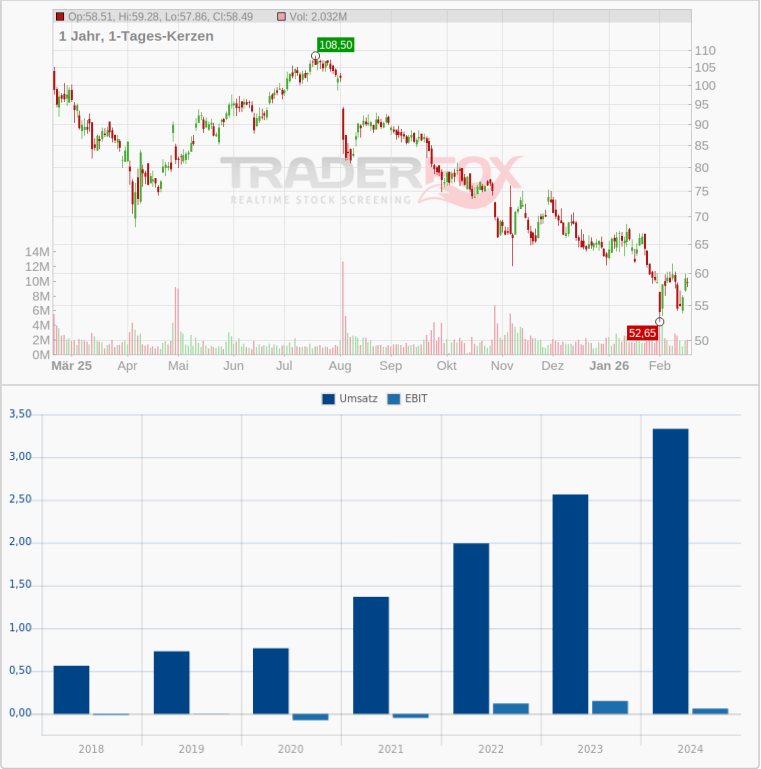 Op:58.51, Hi:59.28, Lo:57.86, Cl:58.49 Vol: 2.032M
1 Jahr, 1-Tages-Kerzen
108,50
110
105
100
95
90
85
80
75
70
65
60
55
50
TRADERFOX
REALTIME STOCK SCREENING
14M
12M
10M
8M
6M
4M
2M
0M
52,65
Mär 25 Apr Mai Jun Jul Aug Sep Okt Nov Dez Jan 26 Feb
Umsatz EBIT
3,50
3,00
2,50
2,00
1,50
1,00
0,50
0,00
2018 2019 2020 2021 2022 2023 2024